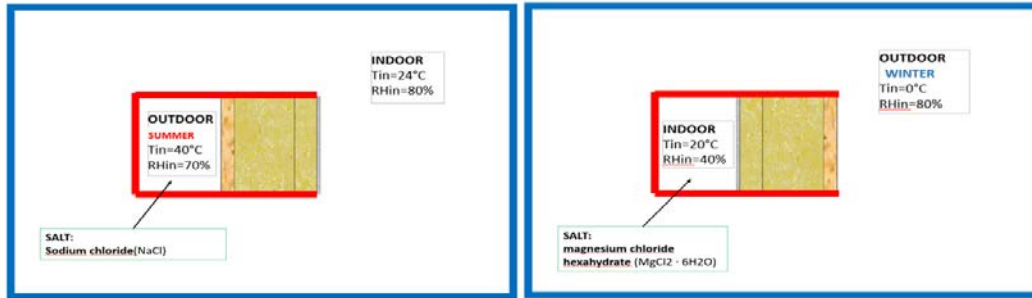 INDOOR
Tin=24°C
RHin=80%
OUTDOOR
SUMMER
Tin=40°C
RHin=70%
SALT:
Sodium chloride(NaCl)
OUTDOOR
WINTER
Tin=0°C
RHin=80%
INDOOR
Tin=20°C
RHin=40%
SALT:
magnesium chloride
hexahydrate (MgCl2 · 6H2O)